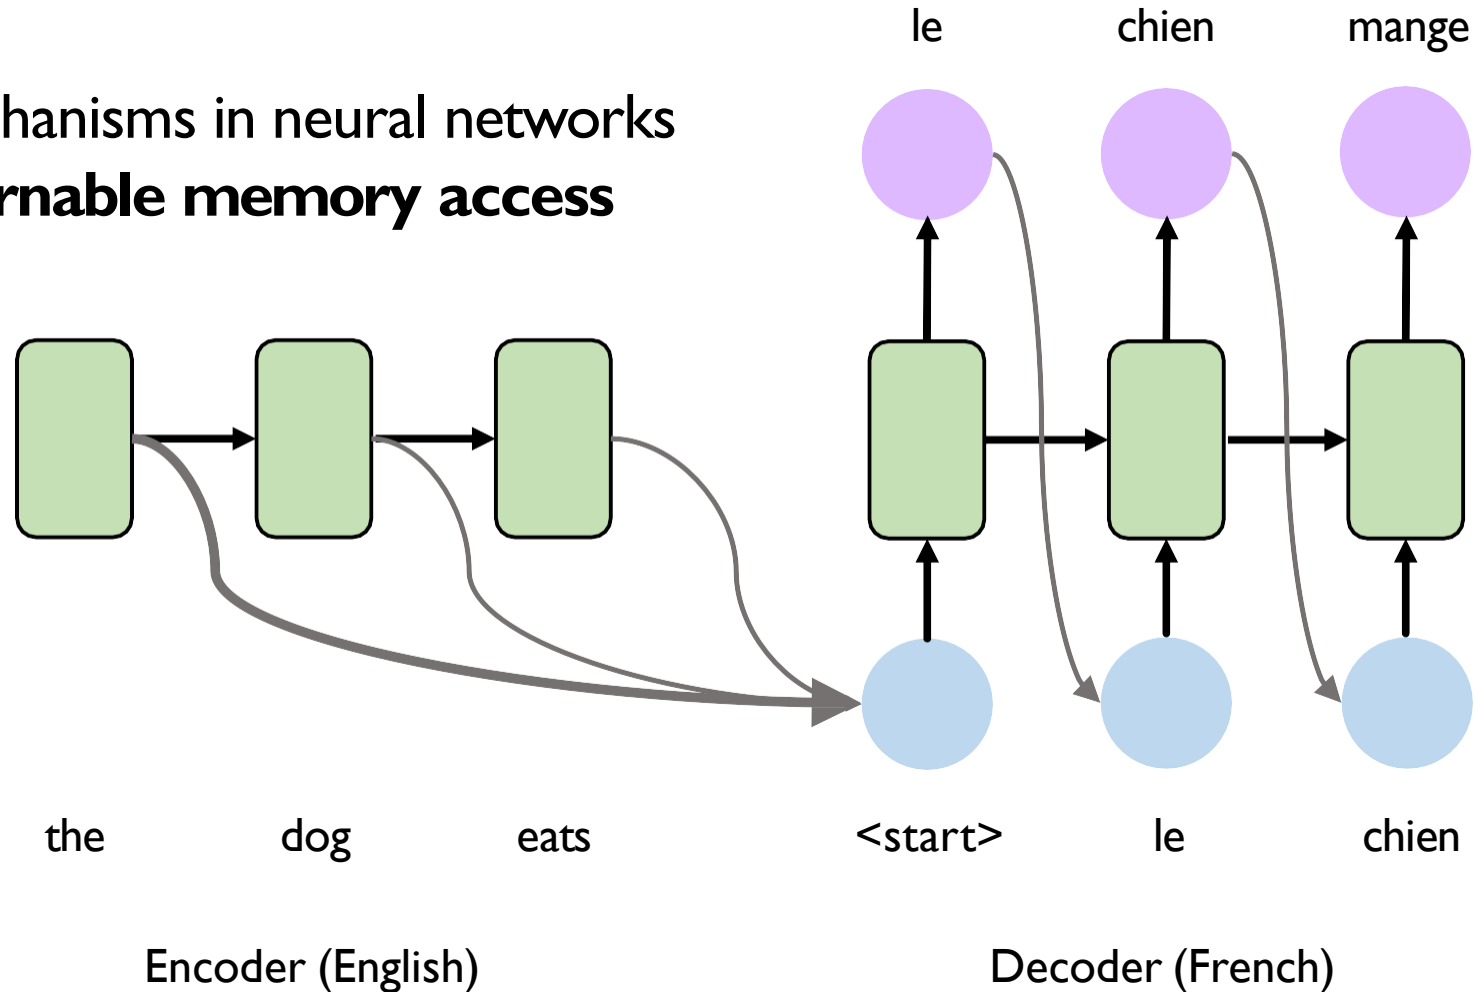 le chien mange
hanisms in neural networks
rnable memory access
the dog eats <start> le chien
Encoder (English) Decoder (French)